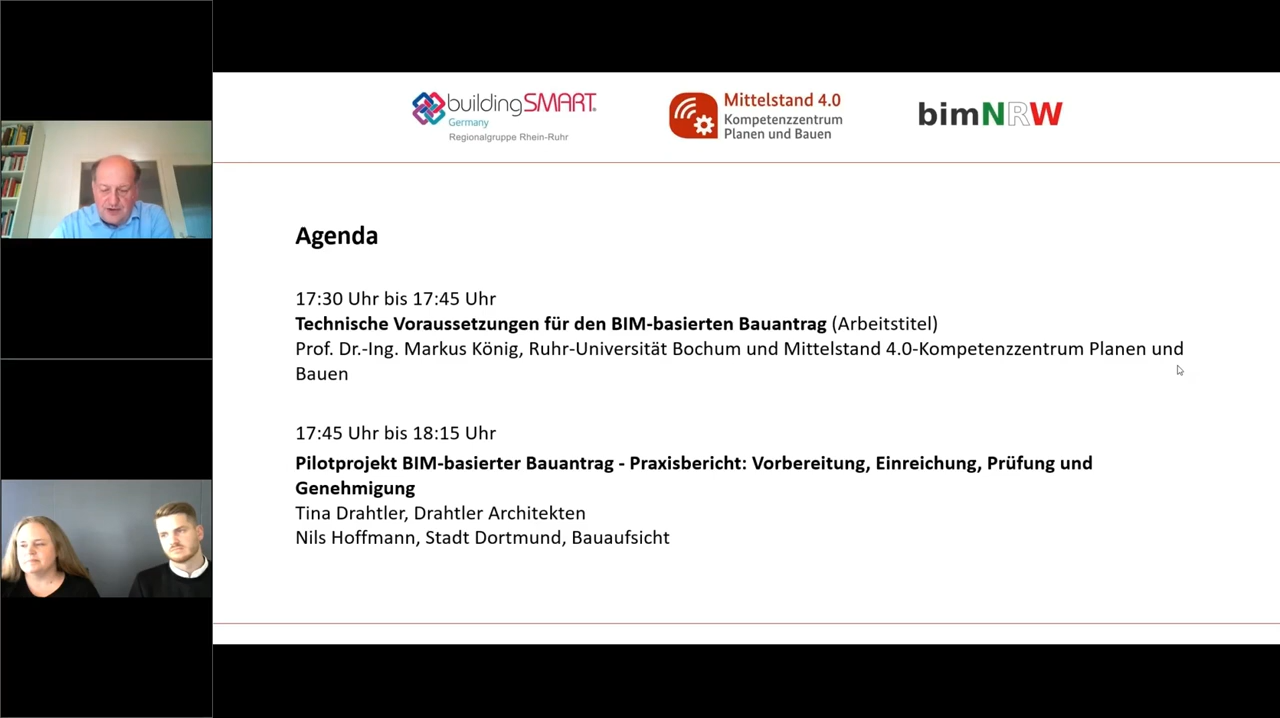 buildingSMART®
Germany
Regionalgruppe Rhein-Ruhr
Mittelstand 4.0
Kompetenzzentrum
Planen und Bauen
bimNRW
Agenda
17:30 Uhr bis 17:45 Uhr
Technische Voraussetzungen für den BIM-basierten Bauantrag (Arbeitstitel)
Prof. Dr.-Ing. Markus König, Ruhr-Universität Bochum und Mittelstand 4.0-Kompetenzzentrum Planen und
Bauen
17:45 Uhr bis 18:15 Uhr
Pilotprojekt BIM-basierter Bauantrag - Praxisbericht: Vorbereitung, Einreichung, Prüfung und
Genehmigung
Tina Drahtler, Drahtler Architekten
Nils Hoffmann, Stadt Dortmund, Bauaufsicht